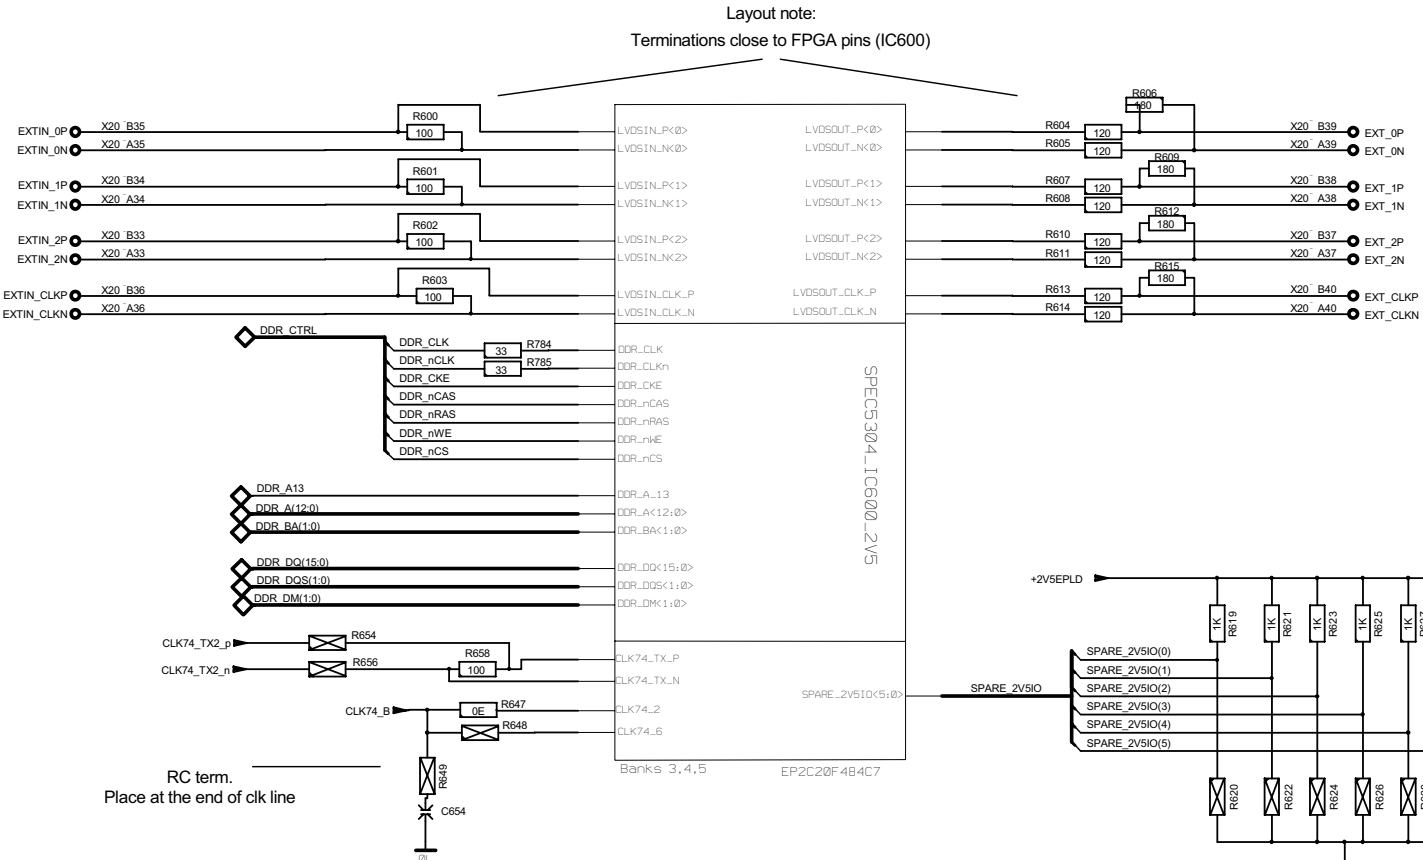 Layout note:
Terminations close to FPGA pins (IC600)
EXTIN_0P X20 B35 R600 100 LVDSIN_P<0>
EXTIN_0N X20 A35 LVDSIN_N<0>
EXTIN_1P X20 B34 R601 100 LVDSIN_P<1>
EXTIN_1N X20 A34 LVDSIN_N<1>
EXTIN_2P X20 B33 R602 100 LVDSIN_P<2>
EXTIN_2N X20 A33 LVDSIN_N<2>
EXTIN_CLKP X20 B36 R603 100 LVDSIN_CLK_P
EXTIN_CLKN X20 A36 LVDSIN_CLK_N
R606 180
LVDSOUT_P<0> R604 120 X20 B39 EXT_0P
LVDSOUT_N<0> R605 120 X20 A39 EXT_0N
R609 180
LVDSOUT_P<1> R607 120 X20 B38 EXT_1P
LVDSOUT_N<1> R608 120 X20 A38 EXT_1N
R612 180
LVDSOUT_P<2> R610 120 X20 B37 EXT_2P
LVDSOUT_N<2> R611 120 X20 A37 EXT_2N
R615 180
LVDSOUT_CLK_P R613 120 X20 B40 EXT_CLKP
LVDSOUT_CLK_N R614 120 X20 A40 EXT_CLKN
DDR_CTRL
DDR_CLK 33 R784 DDR_CLK
DDR_nCLK 33 R785 DDR_CLKn
DDR_CKE DDR_CKE
DDR_nCAS DDR_nCAS
DDR_nRAS DDR_nRAS
DDR_nWE DDR_nWE
DDR_nCS DDR_nCS
DDR_A13 DDR_A_13
DDR_A(12:0) DDR_A<12:0>
DDR_BA(1:0) DDR_BA<1:0>
DDR_DQ(15:0) DDR_DQ<15:0>
DDR_DQS(1:0) DDR_DQS<1:0>
DDR_DM(1:0) DDR_DM<1:0>
SPEC5304_IC600_2V5
CLK74_TX2_p R654
CLK74_TX2_n R656 R658 100
CLK74_TX_P
CLK74_TX_N
CLK74_B 0E R647 CLK74_2
R648 CLK74_6
R649
C654
RC term.
Place at the end of clk line
Banks 3,4,5
EP2C20F484C7
SPARE_2V5IO<5:0> SPARE_2V5IO
+2V5EPLD
1K R619
1K R621
1K R623
1K R625
1K
SPARE_2V5IO(0)
SPARE_2V5IO(1)
SPARE_2V5IO(2)
SPARE_2V5IO(3)
SPARE_2V5IO(4)
SPARE_2V5IO(5)
R620
R622
R624
R626